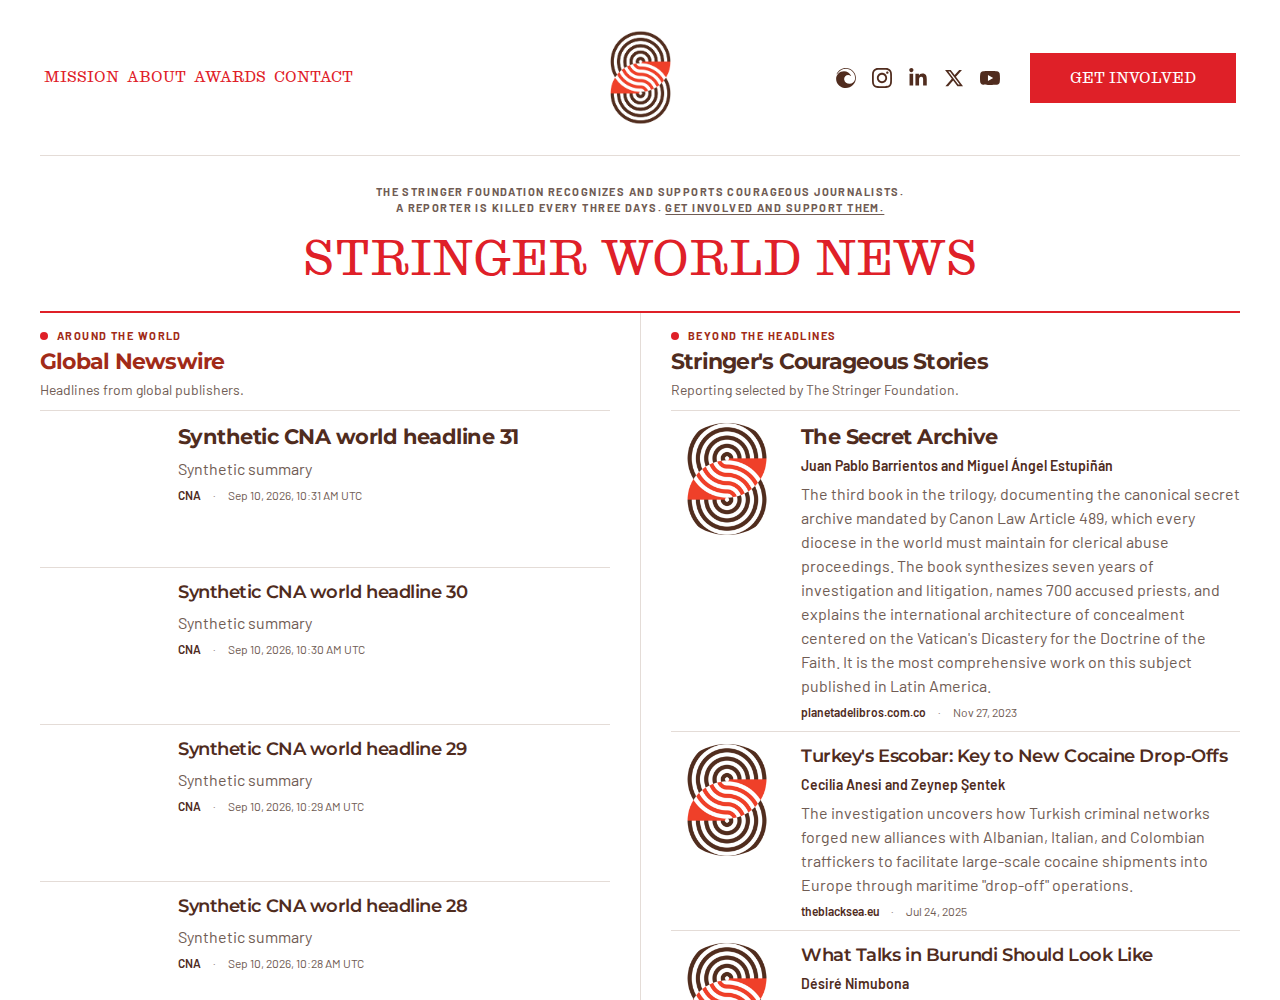 MISSION ABOUT AWARDS CONTACT
GET INVOLVED
THE STRINGER FOUNDATION RECOGNIZES AND SUPPORTS COURAGEOUS JOURNALISTS.
A REPORTER IS KILLED EVERY THREE DAYS. GET INVOLVED AND SUPPORT THEM.
STRINGER WORLD NEWS
AROUND THE WORLD
Global Newswire
Headlines from global publishers.
Synthetic CNA world headline 31
Synthetic summary
CNA · Sep 10, 2026, 10:31 AM UTC
Synthetic CNA world headline 30
Synthetic summary
CNA · Sep 10, 2026, 10:30 AM UTC
Synthetic CNA world headline 29
Synthetic summary
CNA · Sep 10, 2026, 10:29 AM UTC
Synthetic CNA world headline 28
Synthetic summary
CNA · Sep 10, 2026, 10:28 AM UTC
BEYOND THE HEADLINES
Stringer's Courageous Stories
Reporting selected by The Stringer Foundation.
The Secret Archive
Juan Pablo Barrientos and Miguel Ángel Estupiñán
The third book in the trilogy, documenting the canonical secret
archive mandated by Canon Law Article 489, which every
diocese in the world must maintain for clerical abuse
proceedings. The book synthesizes seven years of
investigation and litigation, names 700 accused priests, and
explains the international architecture of concealment
centered on the Vatican's Dicastery for the Doctrine of the
Faith. It is the most comprehensive work on this subject
published in Latin America.
planetadelibros.com.co · Nov 27, 2023
Turkey's Escobar: Key to New Cocaine Drop-Offs
Cecilia Anesi and Zeynep Şentek
The investigation uncovers how Turkish criminal networks
forged new alliances with Albanian, Italian, and Colombian
traffickers to facilitate large-scale cocaine shipments into
Europe through maritime "drop-off" operations.
theblacksea.eu · Jul 24, 2025
What Talks in Burundi Should Look Like
Désiré Nimubona